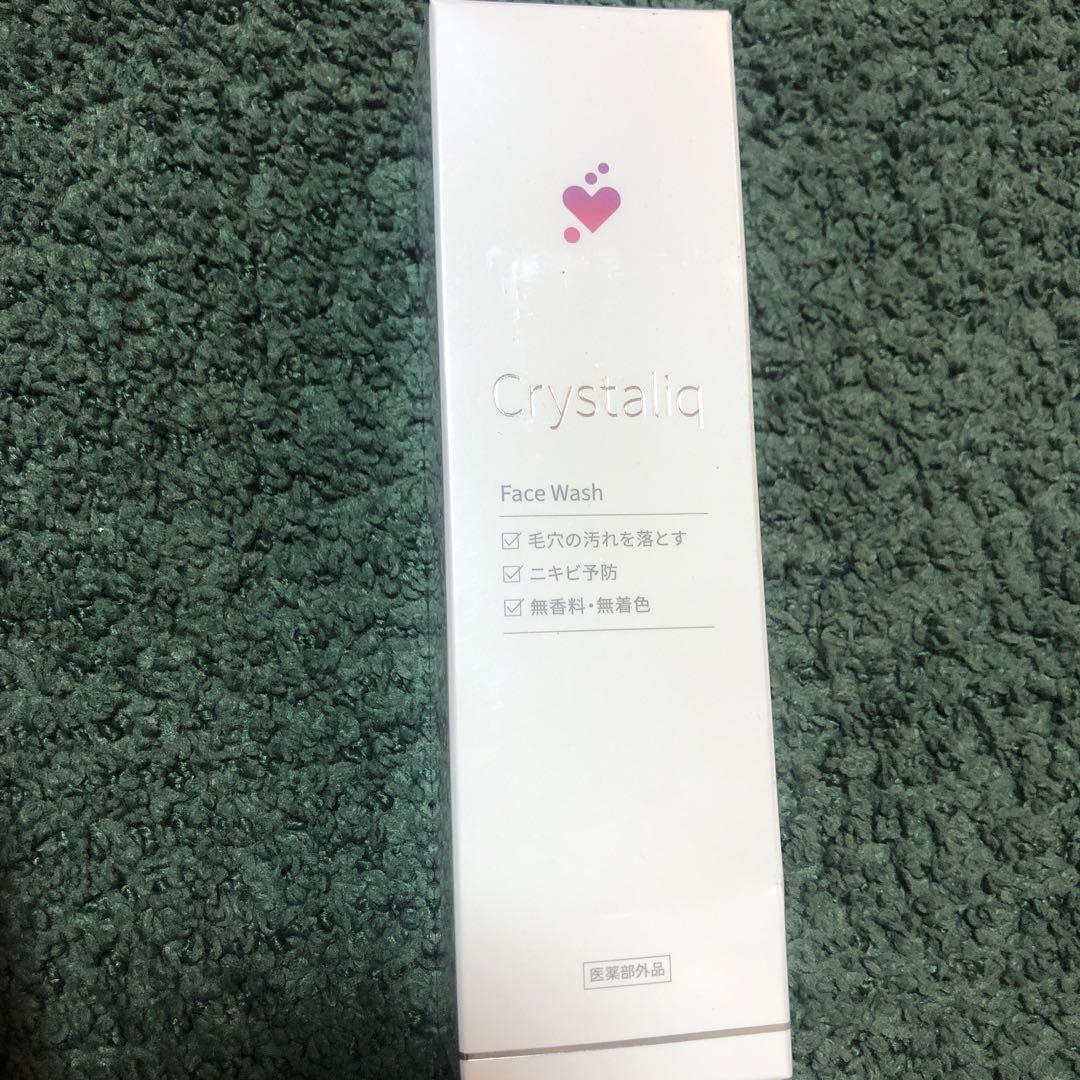 Crystaliq
Face Wash
☑ 毛穴の汚れを落とす
☑ ニキビ予防
☑ 無香料・無着色
医薬部外品